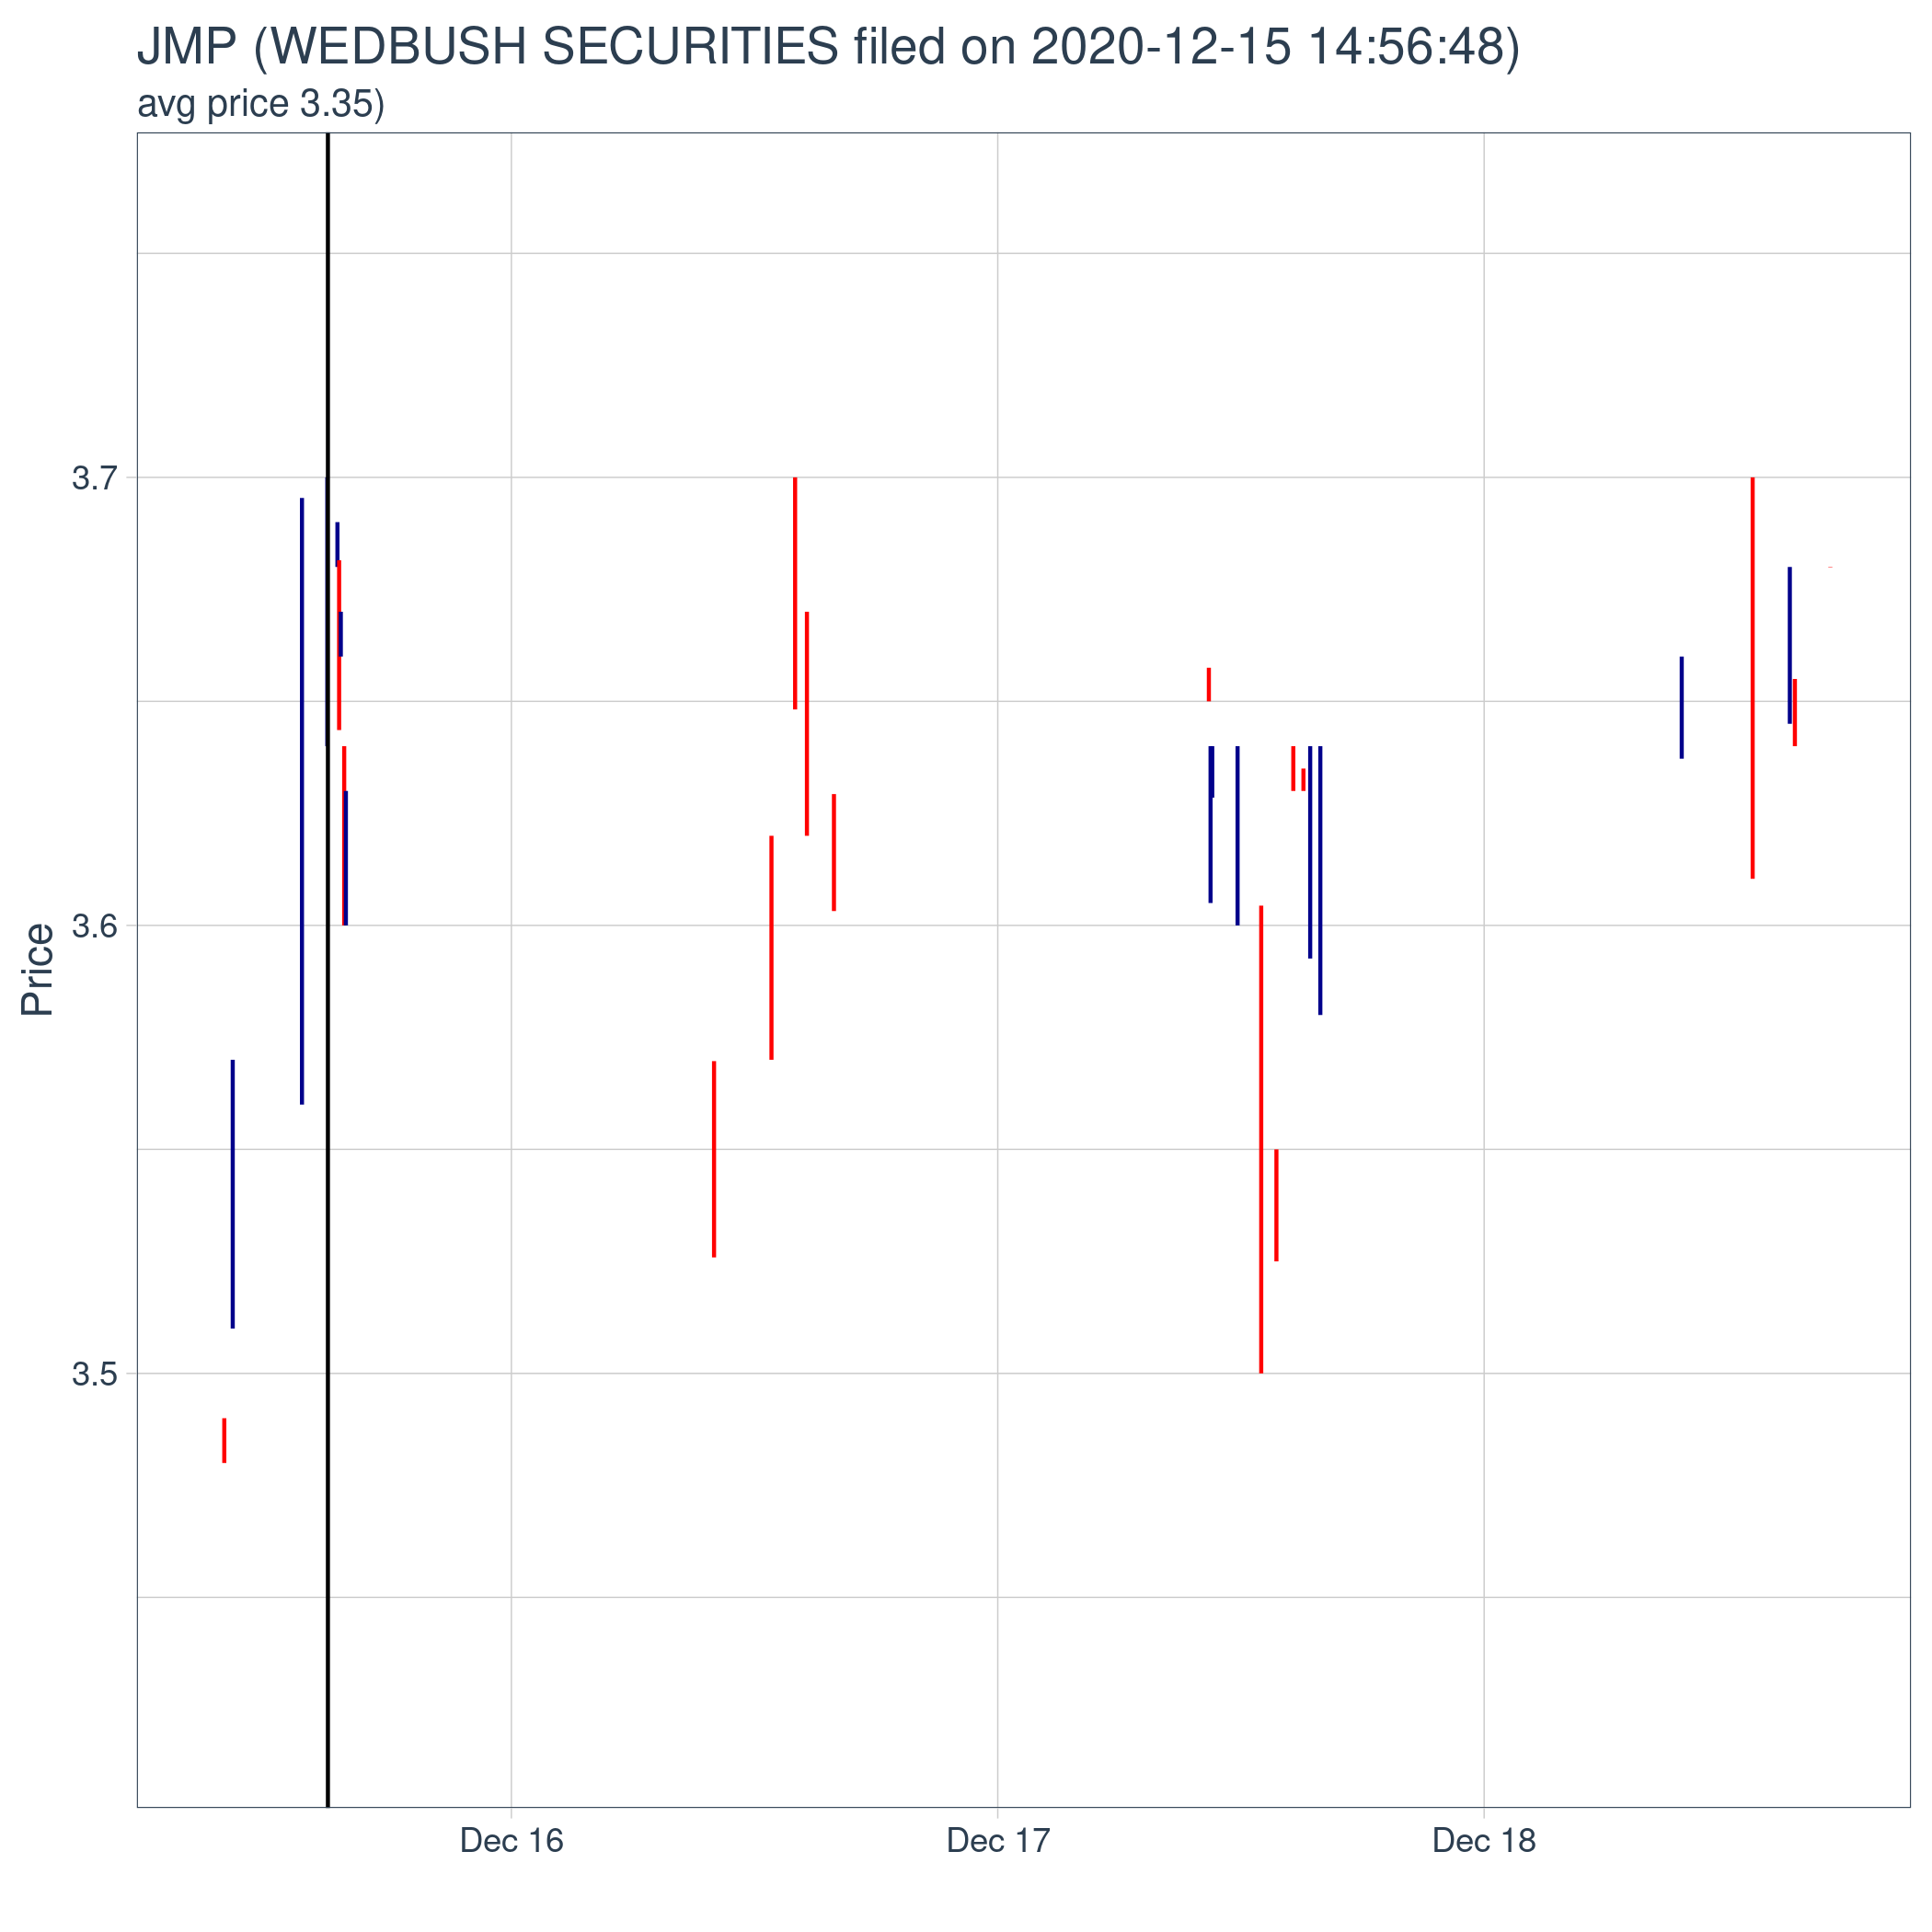 JMP (WEDBUSH SECURITIES filed on 2020-12-15 14:56:48)
avg price 3.35)
3.7
3.6
3.5
Price
Dec 16
Dec 17
Dec 18